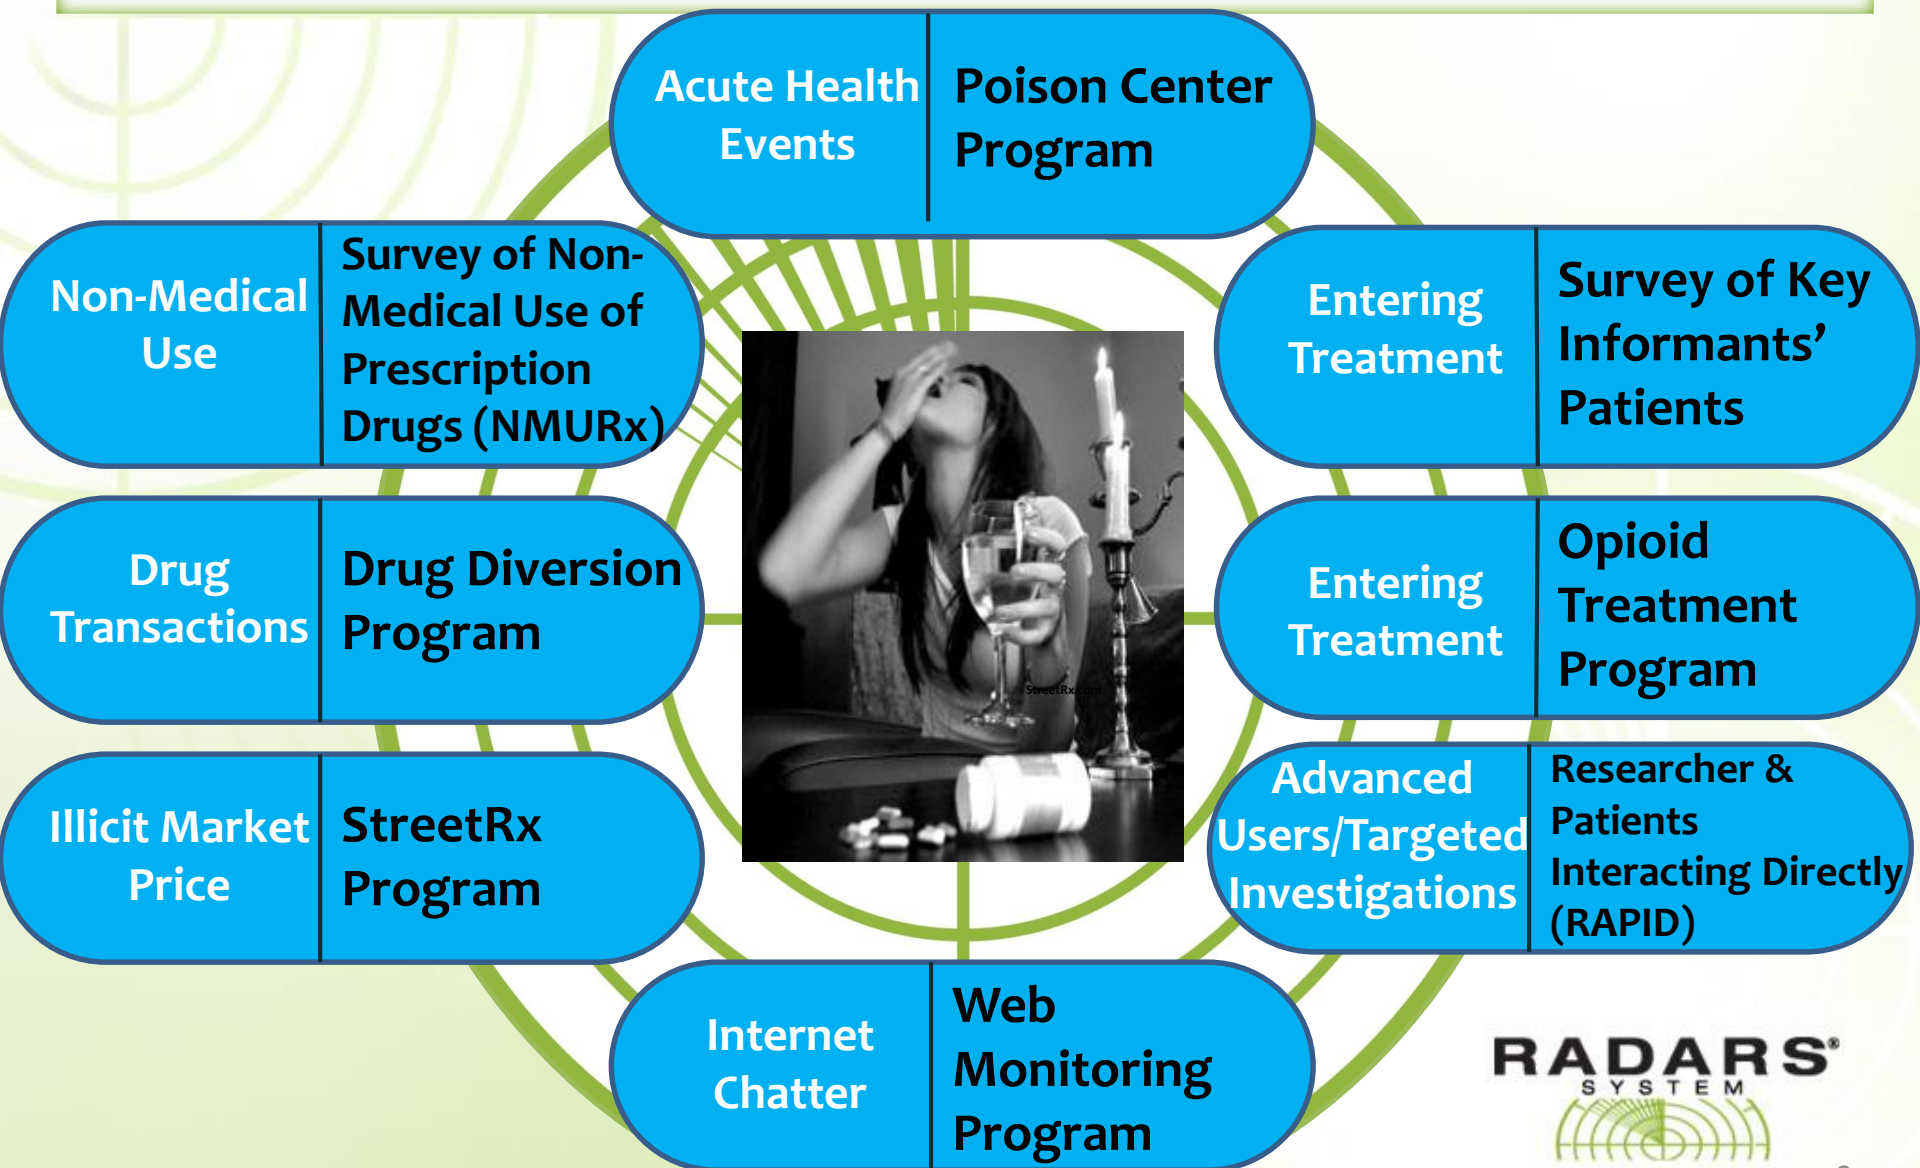 Acute Health
Events
Poison Center
Program
Non-Medical
Use
Survey of Non-
Medical Use of
Prescription
Drugs (NMURx)
Entering
Treatment
Survey of Key
Informants’
Patients
Drug
Transactions
Drug Diversion
Program
Entering
Treatment
Opioid
Treatment
Program
StreetRx.com
Illicit Market
Price
StreetRx
Program
Advanced
Users/Targeted
Investigations
Researcher &
Patients
Interacting Directly
(RAPID)
Internet
Chatter
Web
Monitoring
Program
RADARS®
SYSTEM